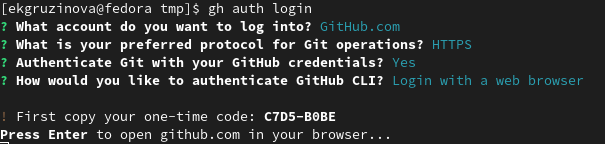 [ekgruzinova@fedora tmp]$ gh auth login
? What account do you want to log into? GitHub.com
? What is your preferred protocol for Git operations? HTTPS
? Authenticate Git with your GitHub credentials? Yes
? How would you like to authenticate GitHub CLI? Login with a web browser
! First copy your one-time code: C7D5-B0BE
Press Enter to open github.com in your browser...